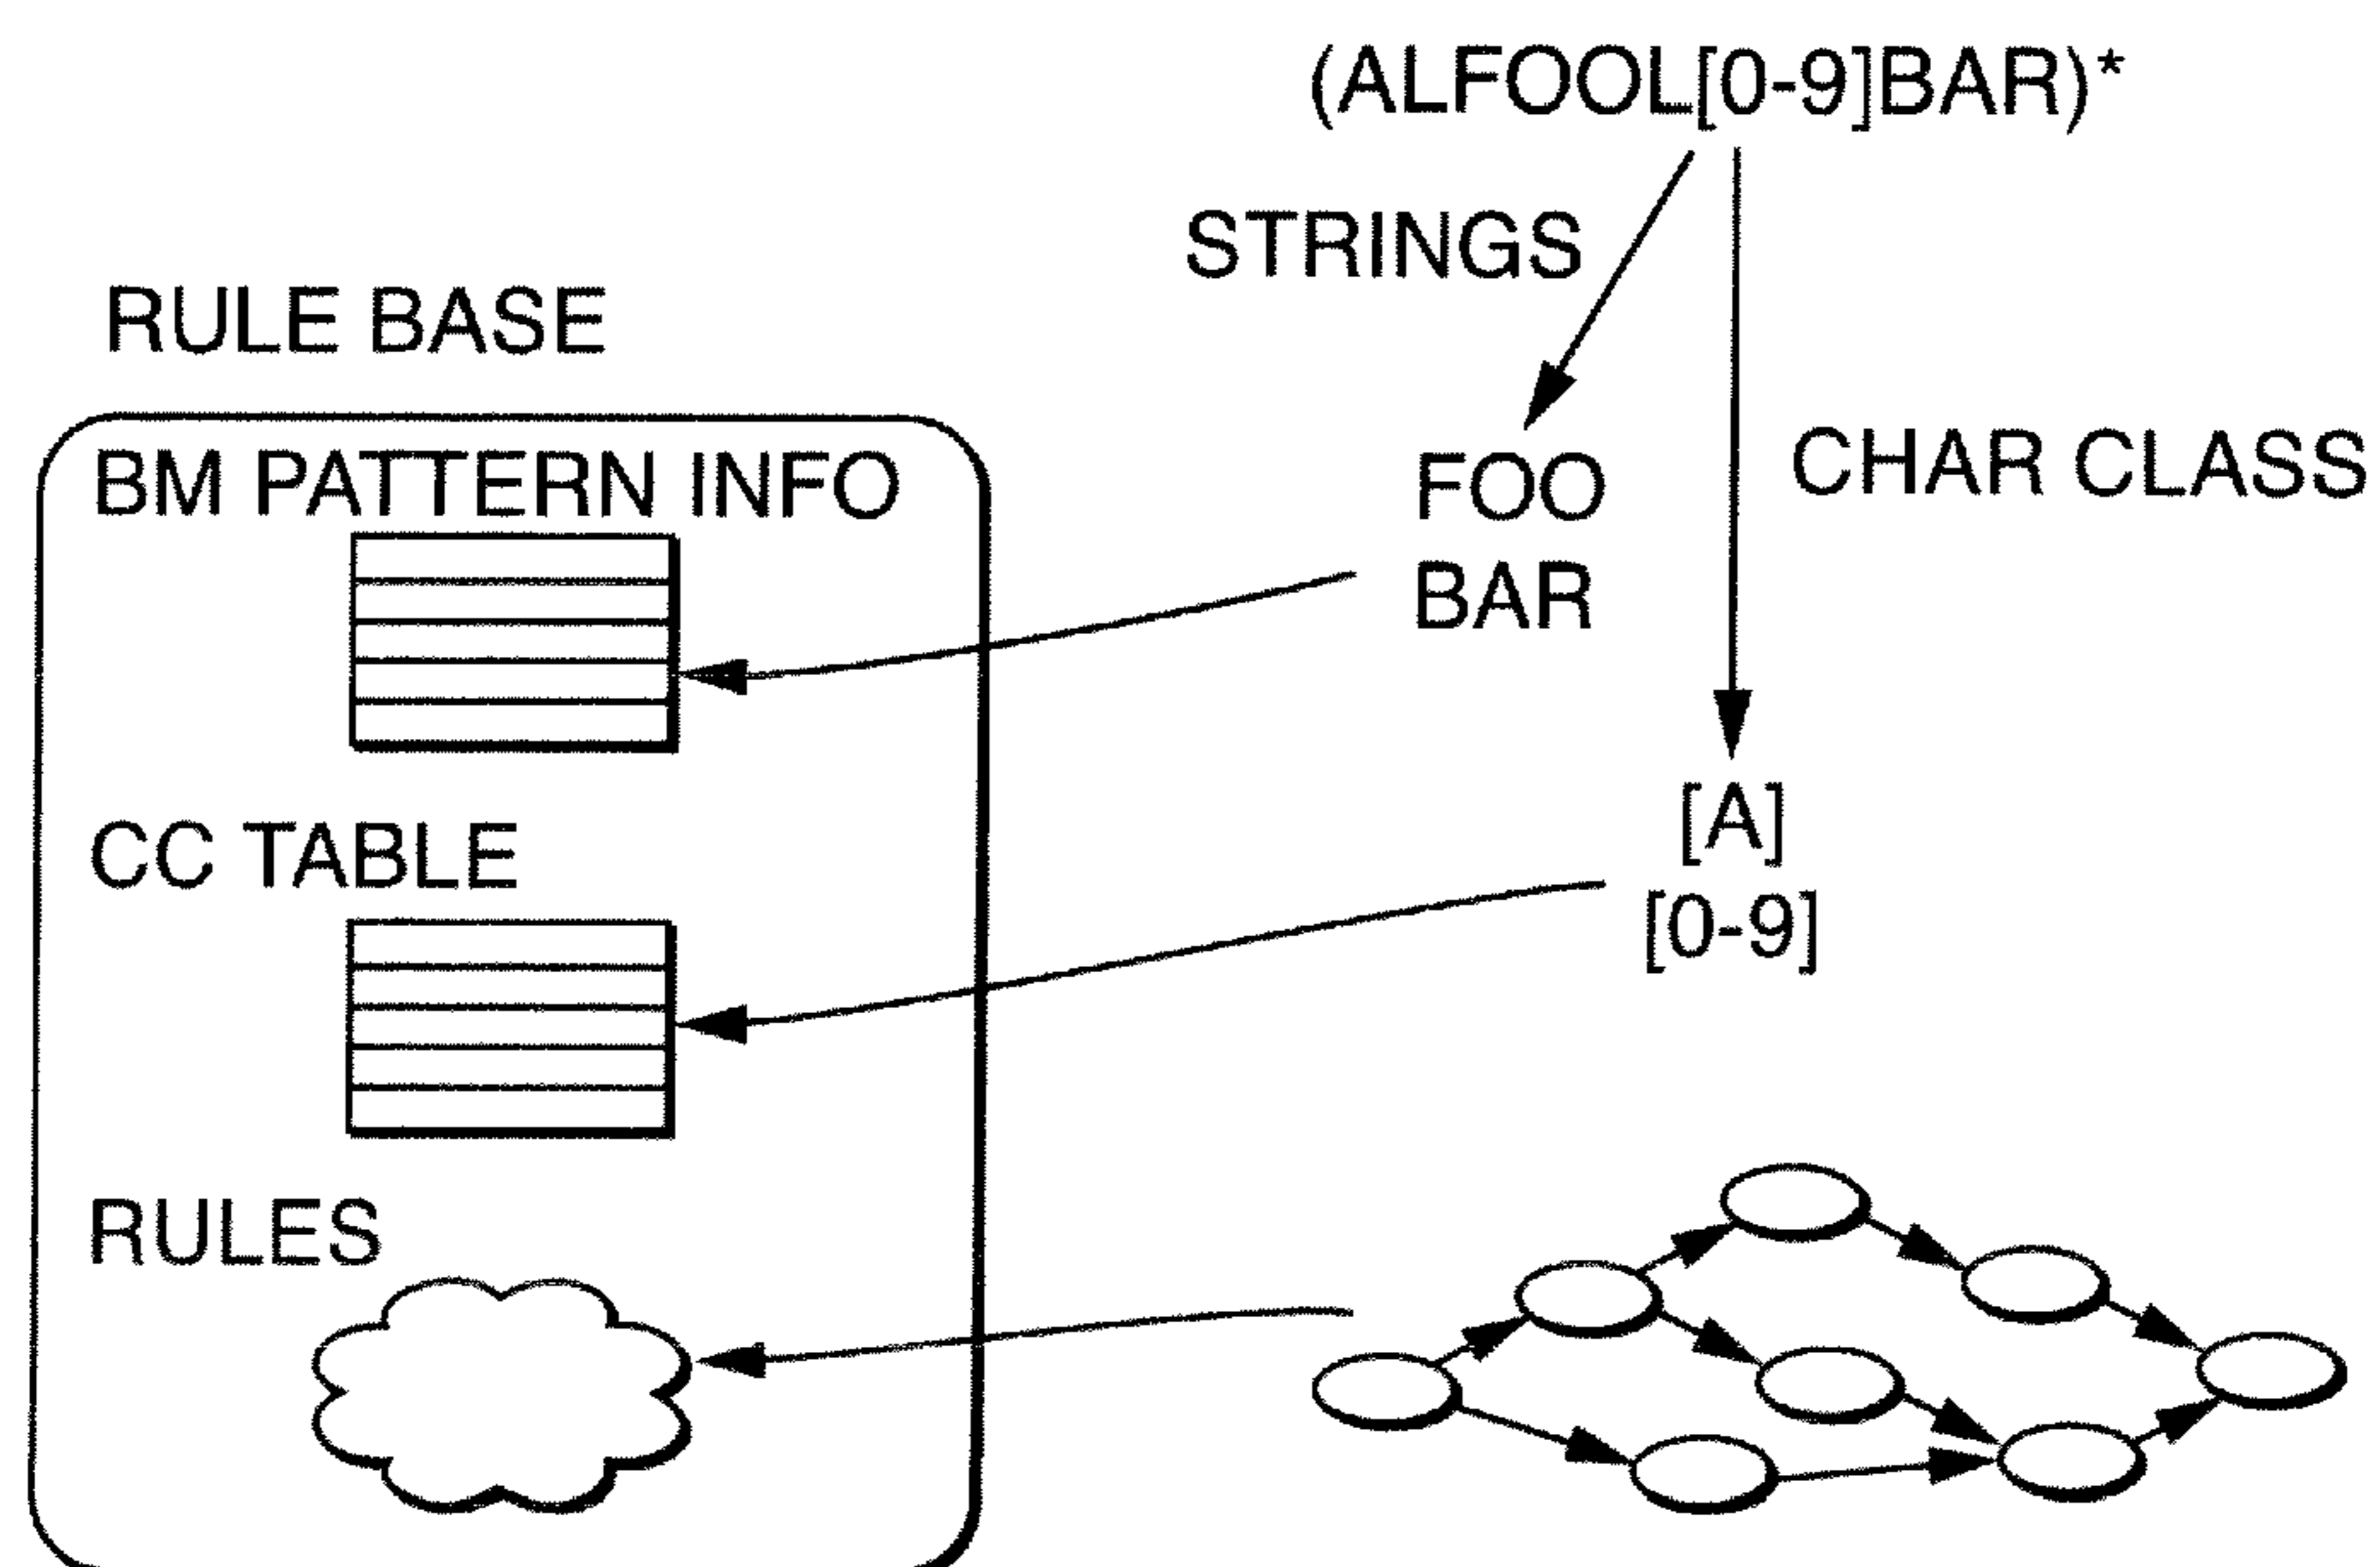 (ALFOOL[0-9]BAR)*
STRINGS
RULE BASE
CHAR CLASS
BM PATTERN INFO
FOO
BAR
CC TABLE
[A]
[0-9]
RULES